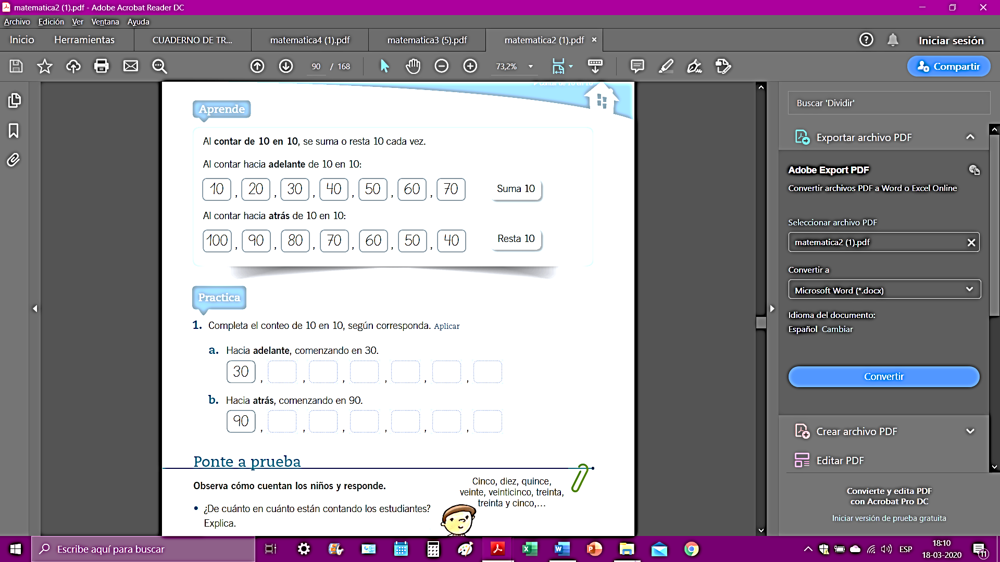 matematica2 (1).pdf - Adobe Acrobat Reader DC
Archivo Edición Ver Ventana Ayuda
Inicio Herramientas CUADERNO DE TR... matematica4 (1).pdf matematica3 (5).pdf matematica2 (1).pdf Iniciar sesión
90 / 168 73,2% Compartir
Contar de 10 en 10
Aprende
Al contar de 10 en 10, se suma o resta 10 cada vez.
Al contar hacia adelante de 10 en 10:
10 , 20 , 30 , 40 , 50 , 60 , 70 Suma 10
Al contar hacia atrás de 10 en 10:
100 , 90 , 80 , 70 , 60 , 50 , 40 Resta 10
Practica
1. Completa el conteo de 10 en 10, según corresponda. Aplicar
a. Hacia adelante, comenzando en 30.
30 , , , , , ,
b. Hacia atrás, comenzando en 90.
90 , , , , , ,
Ponte a prueba
Observa cómo cuentan los niños y responde.
• ¿De cuánto en cuánto están contando los estudiantes?
Explica.
Cinco, diez, quince,
veinte, veinticinco, treinta,
treinta y cinco,...
Buscar 'Dividir'
Exportar archivo PDF
Adobe Export PDF
Convertir archivos PDF a Word o Excel Online
Seleccionar archivo PDF
matematica2 (1).pdf
Convertir a
Microsoft Word (*.docx)
Idioma del documento:
Español Cambiar
Convertir
Crear archivo PDF
Editar PDF
Convierte y edita PDF
con Acrobat Pro DC
Iniciar versión de prueba gratuita
Escribe aquí para buscar
ESP
18:10
18-03-2020
11